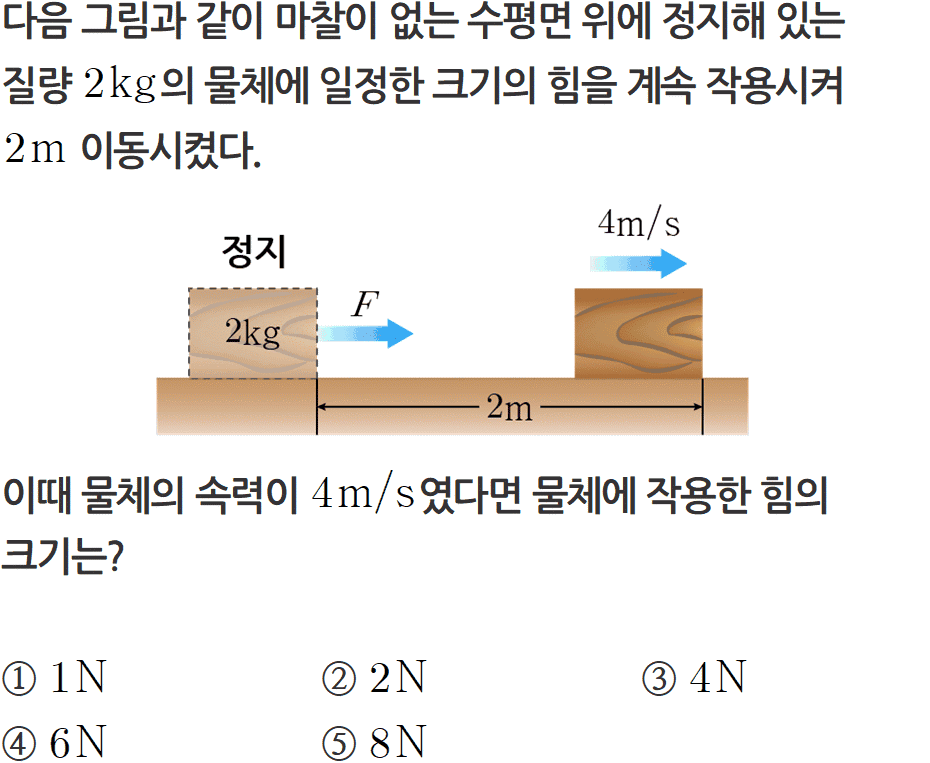 다음 그림과 같이 마찰이 없는 수평면 위에 정지해 있는
질량 2kg의 물체에 일정한 크기의 힘을 계속 작용시켜
2m 이동시켰다.
4m/s
정지
F
2kg
2m
이때 물체의 속력이 4m/s였다면 물체에 작용한 힘의
크기는?
① 1N ② 2N ③ 4N
④ 6N ⑤ 8N